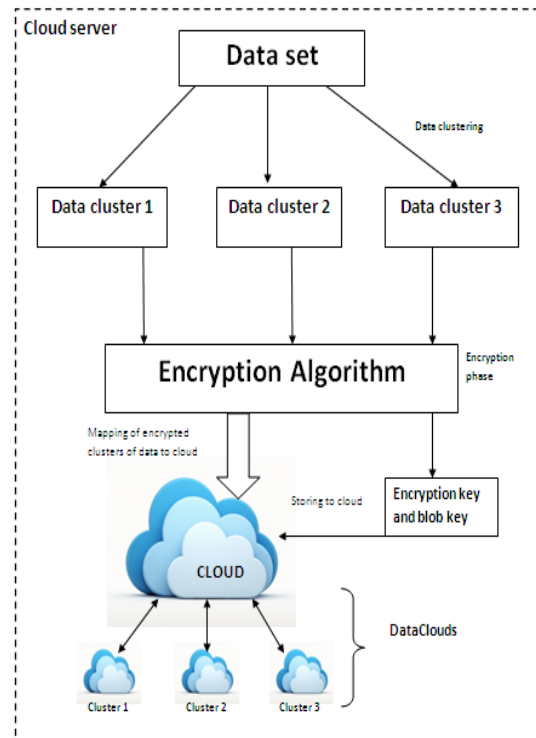 Cloud server
Data set
Data clustering
Data cluster 1
Data cluster 2
Data cluster 3
Encryption Algorithm
Encryption
phase
Mapping of encrypted
clusters of data to cloud
Storing to cloud
Encryption key
and blob key
CLOUD
DataClouds
Cluster 1
Cluster 2
Cluster 3